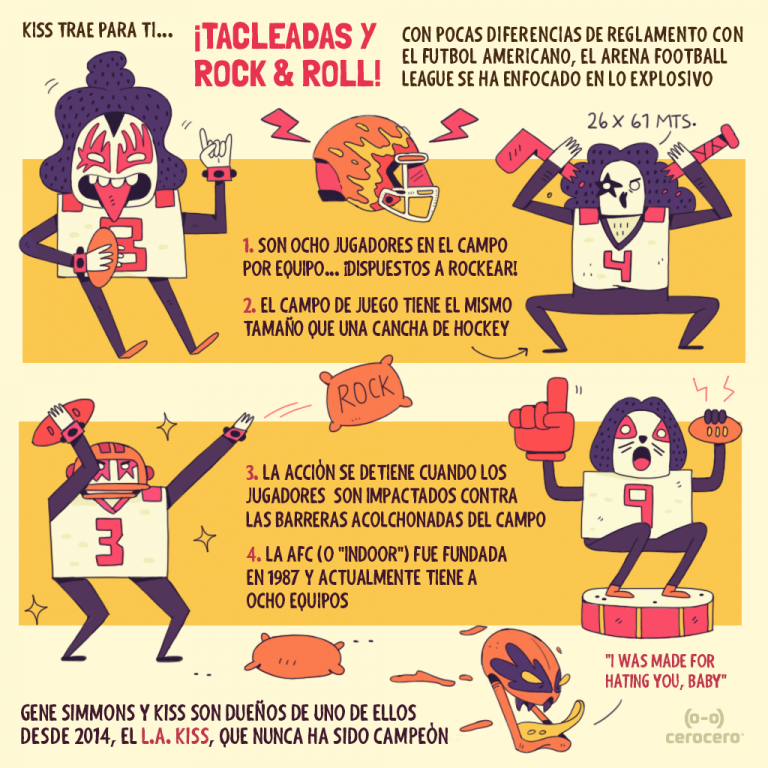 KISS TRAE PARA TI...
¡TACLEADAS Y
ROCK & ROLL!
CON POCAS DIFERENCIAS DE REGLAMENTO CON
EL FUTBOL AMERICANO, EL ARENA FOOTBALL
LEAGUE SE HA ENFOCADO EN LO EXPLOSIVO
26 X 61 MTS.
3
4
1. SON OCHO JUGADORES EN EL CAMPO
POR EQUIPO... ¡DISPUESTOS A ROCKEAR!
2. EL CAMPO DE JUEGO TIENE EL MISMO
TAMAÑO QUE UNA CANCHA DE HOCKEY
ROCK
3
9
3. LA ACCIÓN SE DETIENE CUANDO LOS
JUGADORES SON IMPACTADOS CONTRA
LAS BARRERAS ACOLCHONADAS DEL CAMPO
4. LA AFC (O "INDOOR") FUE FUNDADA
EN 1987 Y ACTUALMENTE TIENE A
OCHO EQUIPOS
"I WAS MADE FOR
HATING YOU, BABY"
GENE SIMMONS Y KISS SON DUEÑOS DE UNO DE ELLOS
DESDE 2014, EL L.A. KISS, QUE NUNCA HA SIDO CAMPEÓN
(o-o)
cerocero